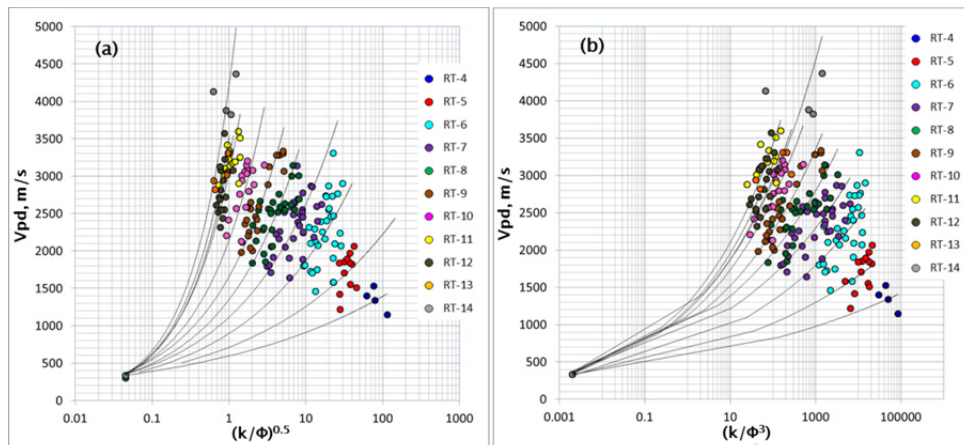 (a)
Vpd, m/s
5000
4500
4000
3500
3000
2500
2000
1500
1000
500
0
0.01
0.1
1
10
100
1000
(k/Φ)^0.5
RT-4
RT-5
RT-6
RT-7
RT-8
RT-9
RT-10
RT-11
RT-12
RT-13
RT-14
(b)
Vpd, m/s
5000
4500
4000
3500
3000
2500
2000
1500
1000
500
0
0.001
0.1
10
1000
100000
(k/Φ³)
RT-4
RT-5
RT-6
RT-7
RT-8
RT-9
RT-10
RT-11
RT-12
RT-13
RT-14